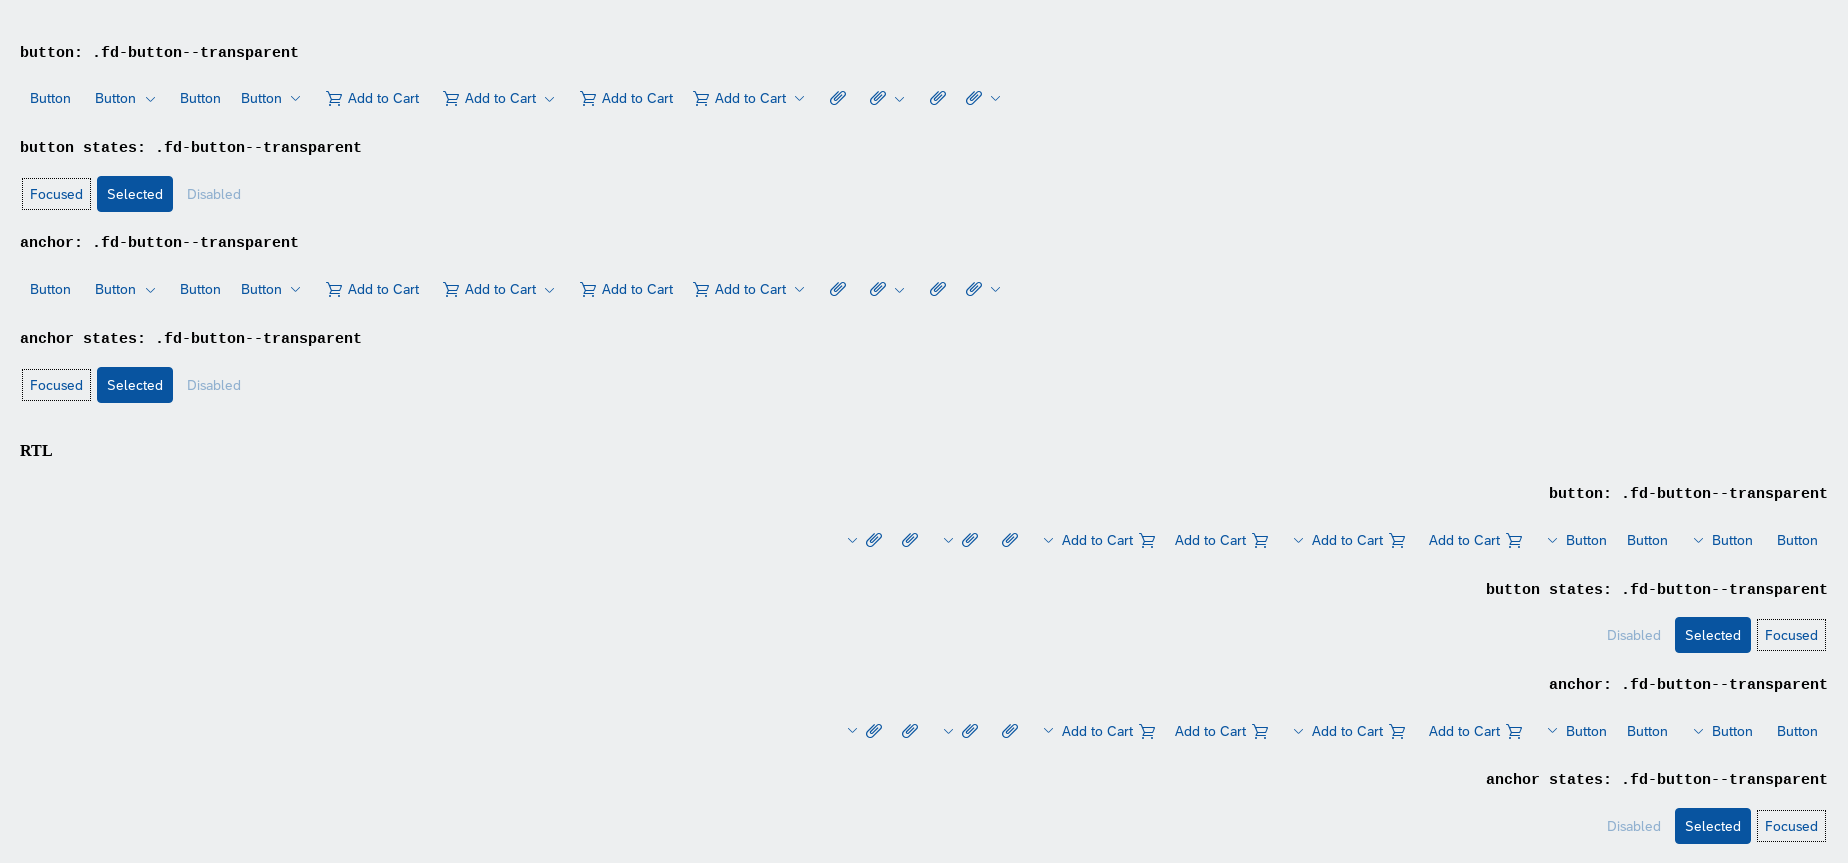 button: .fd-button--transparent
Button Button Button Button Add to Cart Add to Cart Add to Cart Add to Cart
button states: .fd-button--transparent
Focused Selected Disabled
anchor: .fd-button--transparent
Button Button Button Button Add to Cart Add to Cart Add to Cart Add to Cart
anchor states: .fd-button--transparent
Focused Selected Disabled
RTL
button: .fd-button--transparent
Add to Cart Add to Cart Add to Cart Add to Cart Button Button Button Button
button states: .fd-button--transparent
Disabled Selected Focused
anchor: .fd-button--transparent
Add to Cart Add to Cart Add to Cart Add to Cart Button Button Button Button
anchor states: .fd-button--transparent
Disabled Selected Focused